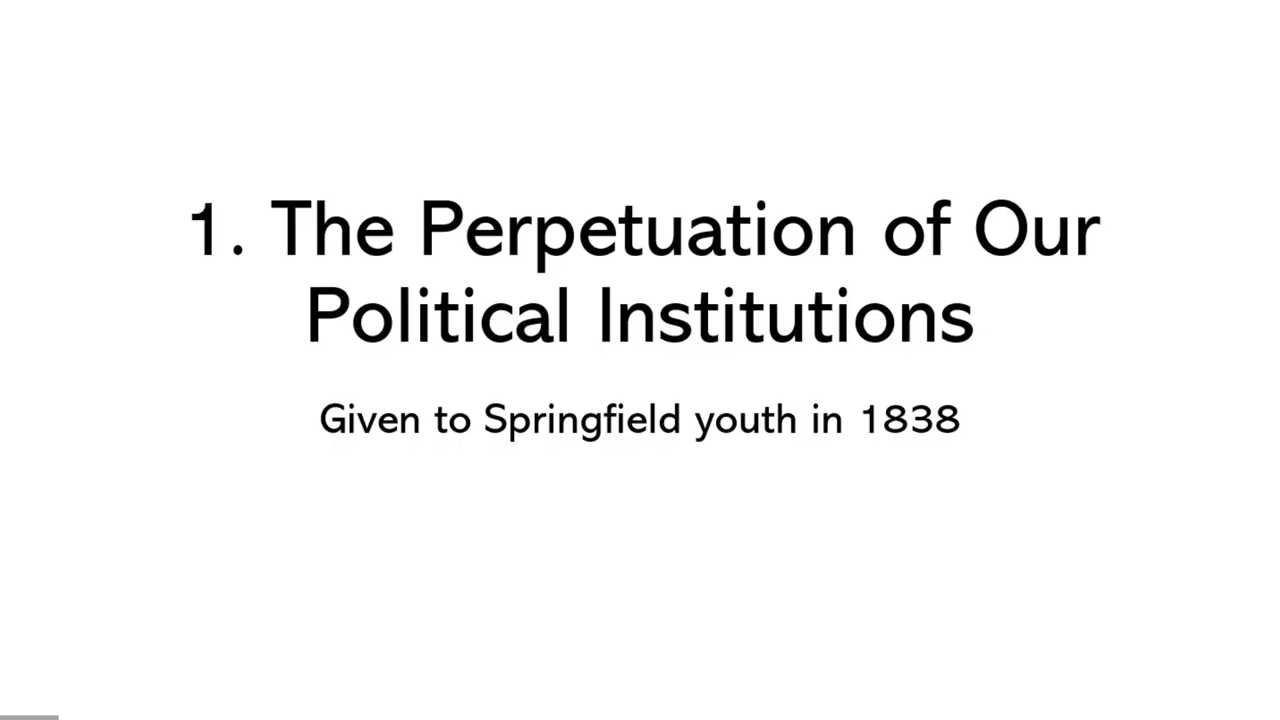 1. The Perpetuation of Our
Political Institutions
Given to Springfield youth in 1838